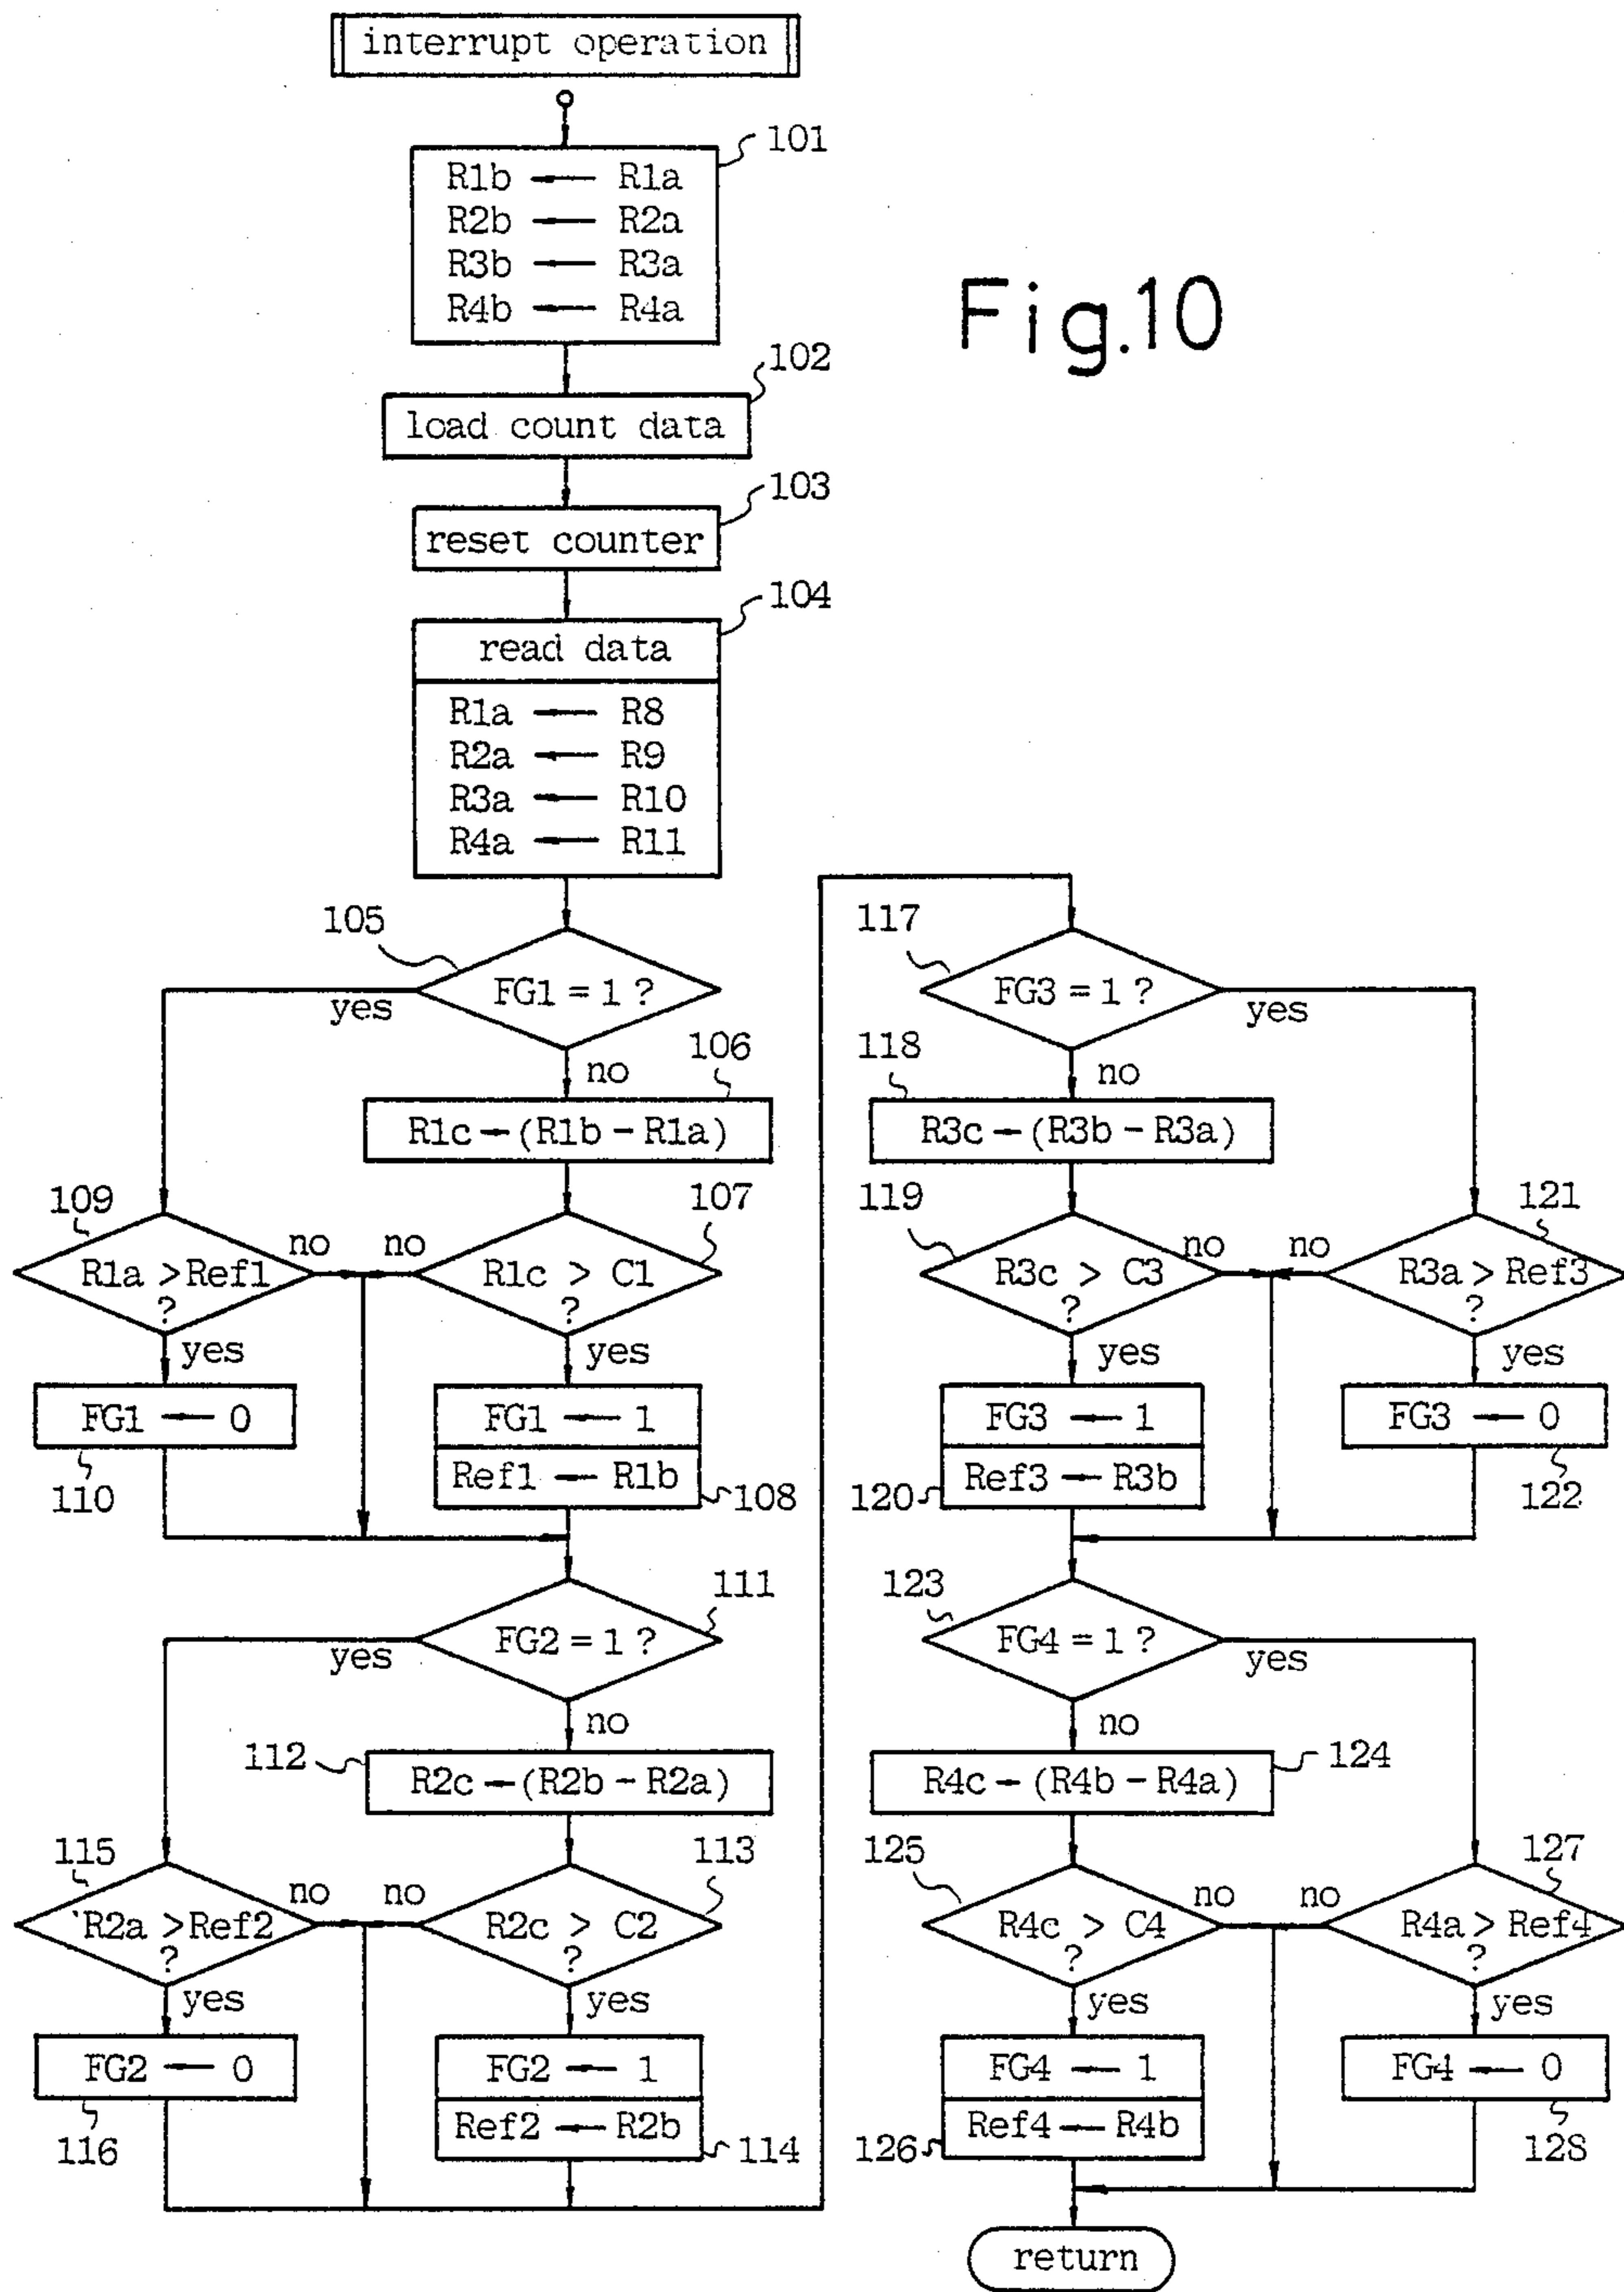 interrupt operation
101
R1b ← R1a
R2b ← R2a
R3b ← R3a
R4b ← R4a
Fig.10
102
load count data
103
reset counter
104
read data
R1a ← R8
R2a ← R9
R3a ← R10
R4a ← R11
105
FG1 = 1 ?
yes
no
106
R1c ← (R1b - R1a)
109
R1a > Ref1
?
no
no
107
R1c > C1
?
yes
yes
FG1 ← 0
110
FG1 ← 1
Ref1 ← R1b
108
111
FG2 = 1 ?
yes
no
112
R2c ← (R2b - R2a)
115
R2a > Ref2
?
no
no
113
R2c > C2
?
yes
yes
FG2 ← 0
116
FG2 ← 1
Ref2 ← R2b
114
117
FG3 = 1 ?
yes
no
118
R3c ← (R3b - R3a)
119
R3c > C3
?
no
no
121
R3a > Ref3
?
yes
yes
FG3 ← 1
Ref3 ← R3b
120
FG3 ← 0
122
123
FG4 = 1 ?
yes
no
R4c ← (R4b - R4a)
124
125
R4c > C4
?
no
no
127
R4a > Ref4
?
yes
yes
FG4 ← 1
Ref4 ← R4b
126
FG4 ← 0
128
return